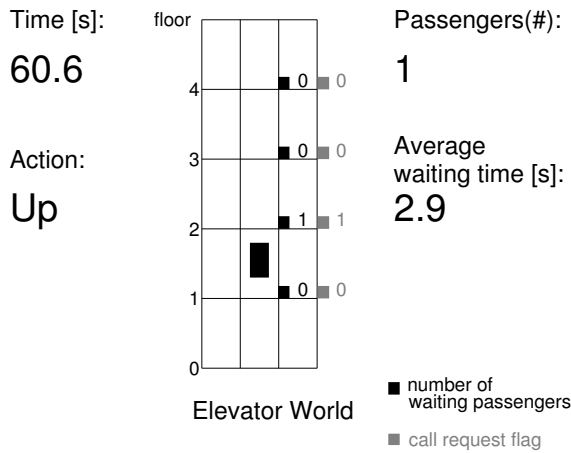 Time [s]:
60.6
Action:
Up
floor
4
3
2
1
0
0 0
0 0
1 1
0 0
Elevator World
Passengers(#):
1
Average
waiting time [s]:
2.9
number of
waiting passengers
call request flag